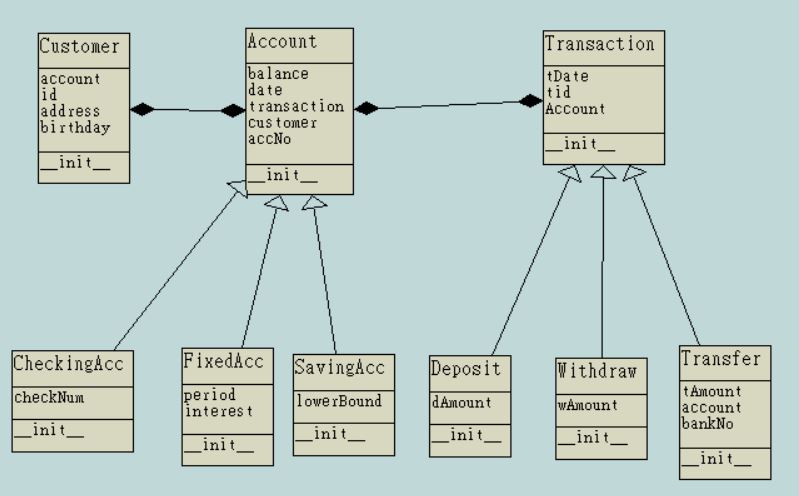 Customer
account
id
address
birthday
__init__
Account
balance
date
transaction
customer
accNo
__init__
Transaction
tDate
tid
Account
__init__
CheckingAcc
checkNum
__init__
FixedAcc
period
interest
__init__
SavingAcc
lowerBound
__init__
Deposit
dAmount
__init__
Withdraw
wAmount
__init__
Transfer
tAmount
account
bankNo
__init__